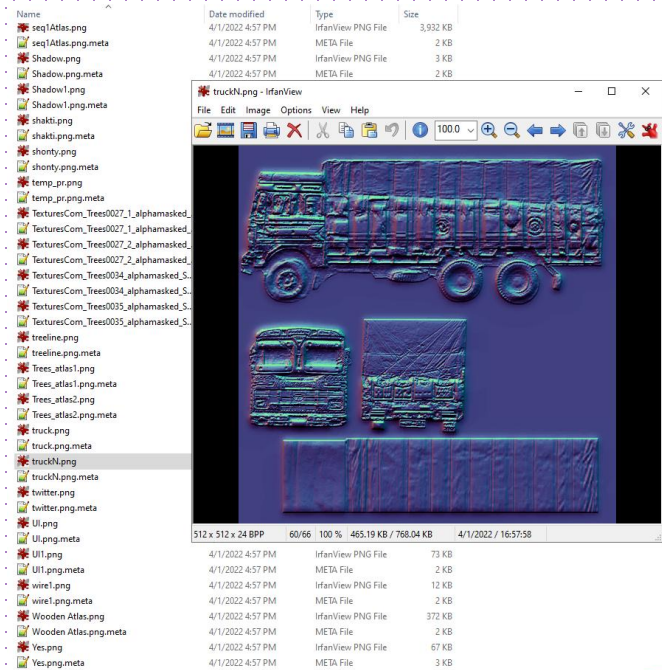 Name Date modified Type Size
seq1Atlas.png 4/1/2022 4:57 PM IrfanView PNG File 3,932 KB
seq1Atlas.png.meta 4/1/2022 4:57 PM META File 2 KB
Shadow.png 4/1/2022 4:57 PM IrfanView PNG File 3 KB
Shadow.png.meta 4/1/2022 4:57 PM META File 2 KB
Shadow1.png
Shadow1.png.meta
shakti.png
shakti.png.meta
shonty.png
shonty.png.meta
temp_pr.png
temp_pr.png.meta
TexturesCom_Trees0027_1_alphamasked_...
TexturesCom_Trees0027_1_alphamasked_...
TexturesCom_Trees0027_2_alphamasked_...
TexturesCom_Trees0027_2_alphamasked_...
TexturesCom_Trees0034_alphamasked_S...
TexturesCom_Trees0034_alphamasked_S...
TexturesCom_Trees0035_alphamasked_S...
TexturesCom_Trees0035_alphamasked_S...
treeline.png
treeline.png.meta
Trees_atlas1.png
Trees_atlas1.png.meta
Trees_atlas2.png
Trees_atlas2.png.meta
truck.png
truck.png.meta
truckN.png
truckN.png.meta
twitter.png
twitter.png.meta
UI.png
UI.png.meta
UI1.png 4/1/2022 4:57 PM IrfanView PNG File 73 KB
UI1.png.meta 4/1/2022 4:57 PM META File 2 KB
wire1.png 4/1/2022 4:57 PM IrfanView PNG File 12 KB
wire1.png.meta 4/1/2022 4:57 PM META File 2 KB
Wooden Atlas.png 4/1/2022 4:57 PM IrfanView PNG File 372 KB
Wooden Atlas.png.meta 4/1/2022 4:57 PM META File 2 KB
Yes.png 4/1/2022 4:57 PM IrfanView PNG File 67 KB
Yes.png.meta 4/1/2022 4:57 PM META File 3 KB
truckN.png - IrfanView
File Edit Image Options View Help
100.0
512 x 512 x 24 BPP 60/66 100 % 465.19 KB / 768.04 KB 4/1/2022 / 16:57:58